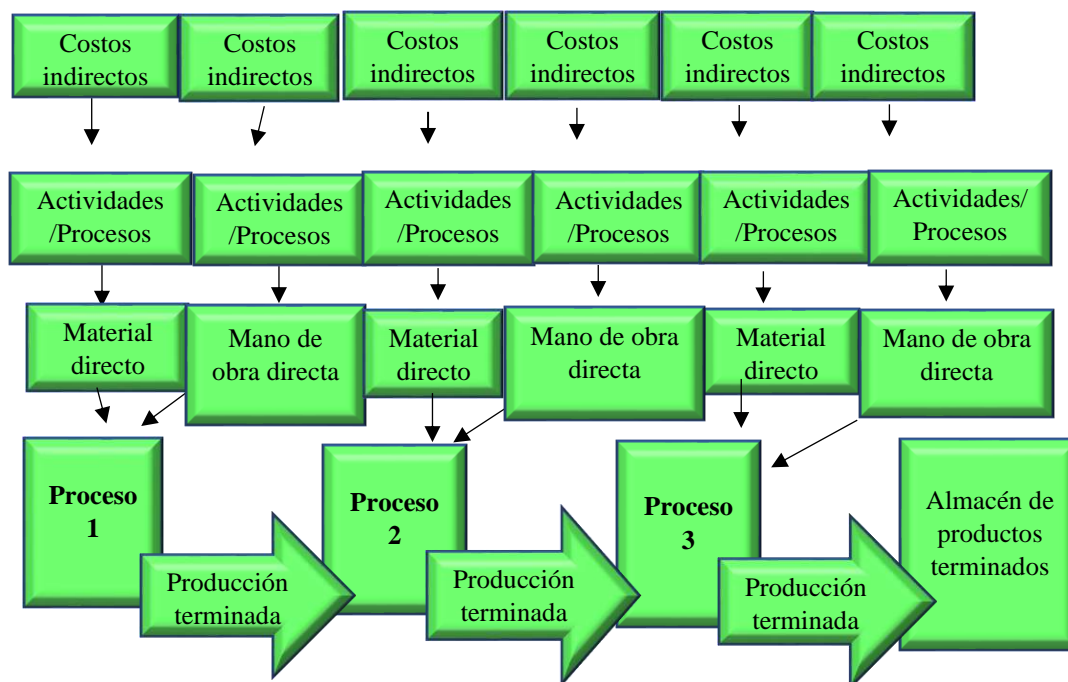 Costos
indirectos
Costos
indirectos
Costos
indirectos
Costos
indirectos
Costos
indirectos
Costos
indirectos
Actividades
/Procesos
Actividades
/Procesos
Actividades
/Procesos
Actividades
/Procesos
Actividades
/Procesos
Actividades/
Procesos
Material
directo
Mano de
obra directa
Material
directo
Mano de obra
directa
Material
directo
Mano de obra
directa
Proceso
1
Proceso
2
Proceso
3
Almacén de
productos
terminados
Producción
terminada
Producción
terminada
Producción
terminada